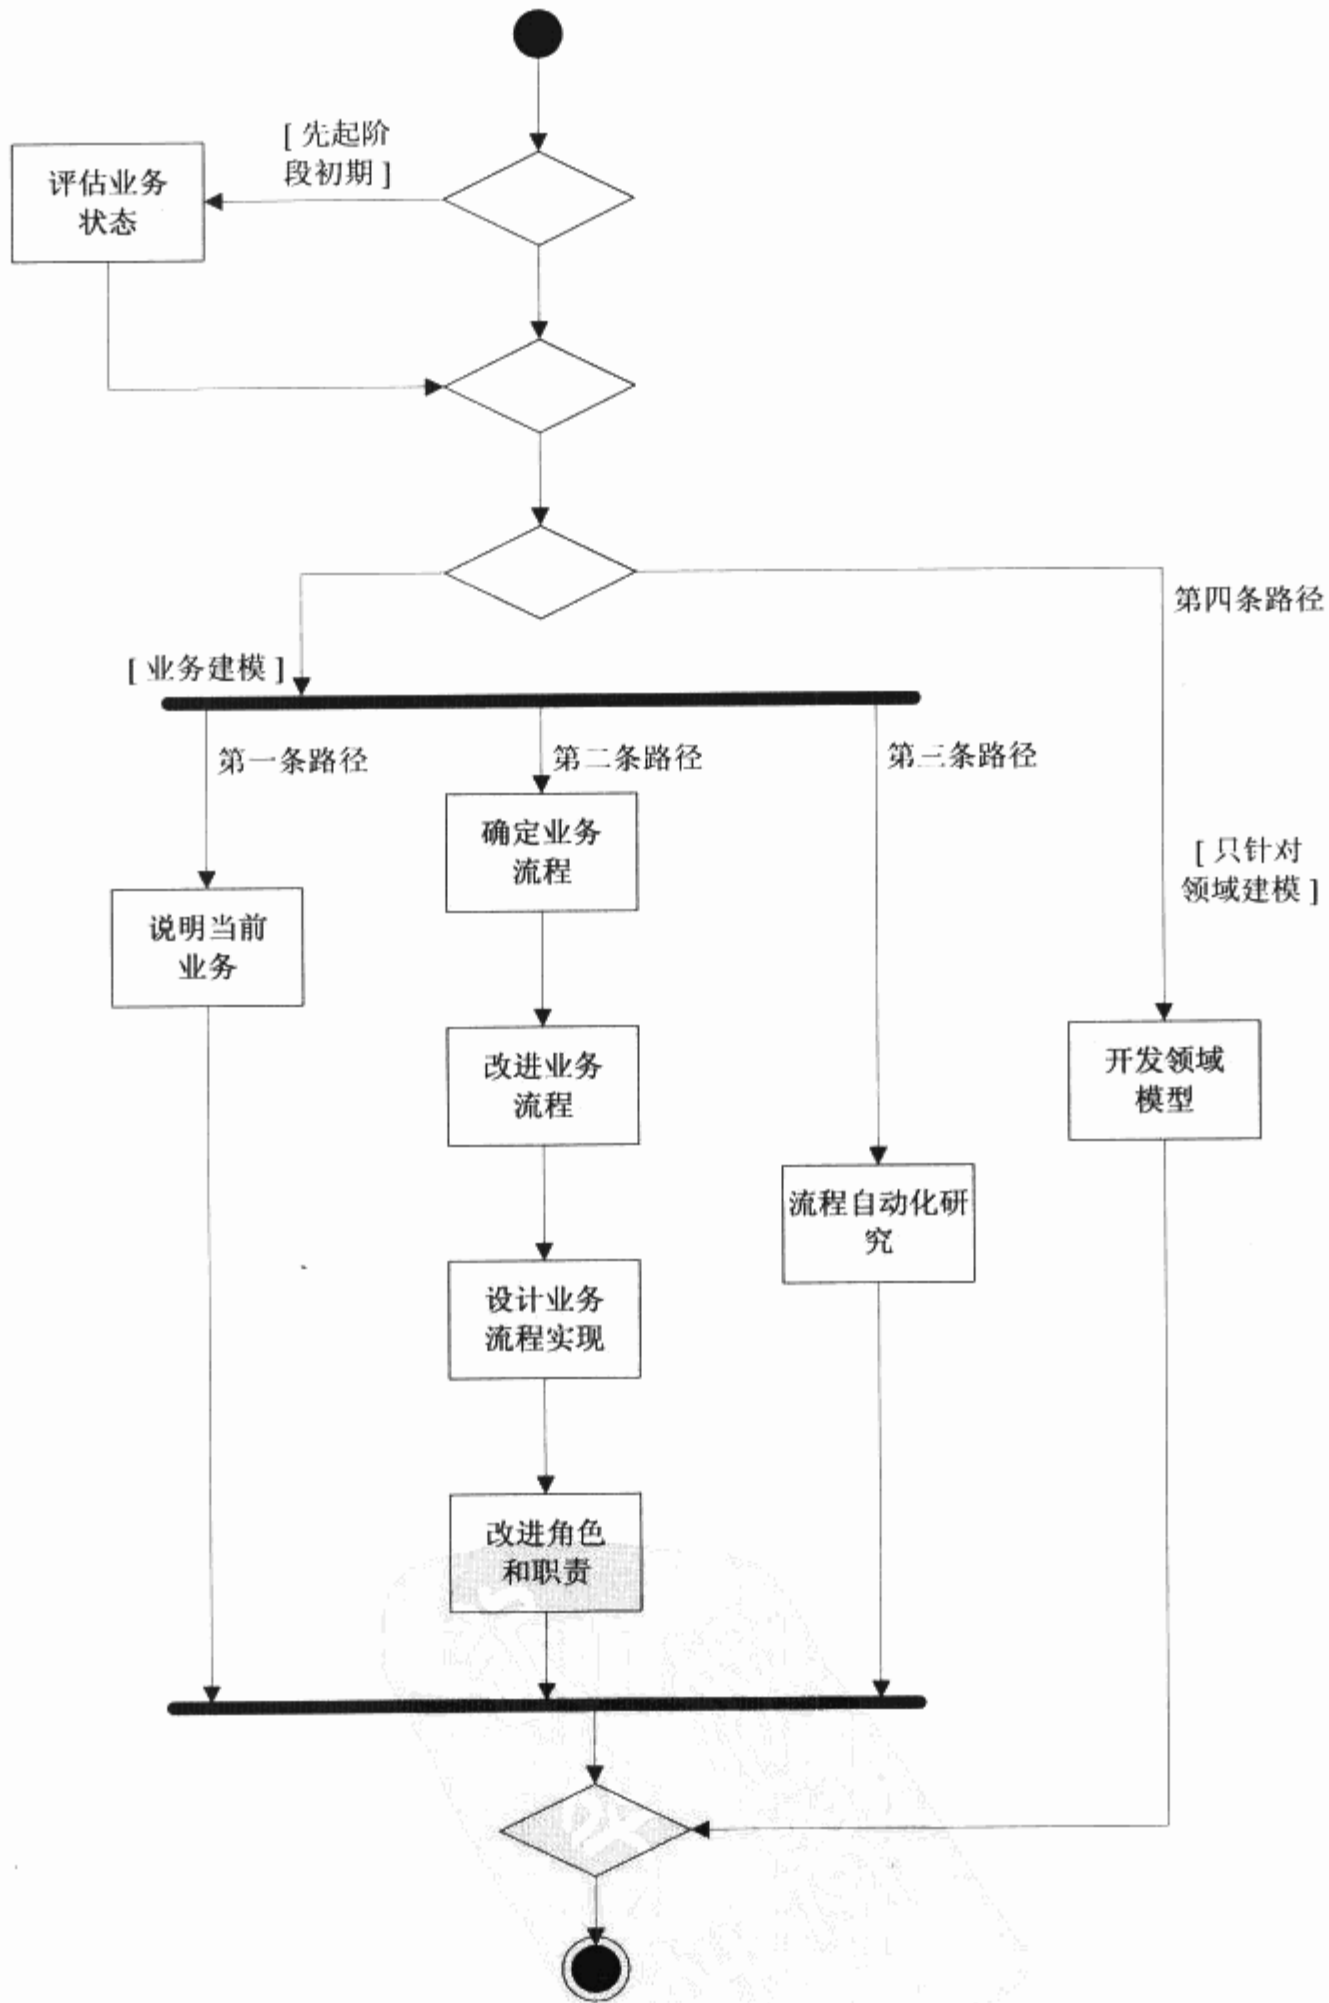 [ 先起阶
段初期 ]
评估业务
状态
第四条路径
[ 业务建模 ]
第一条路径
第二条路径
第三条路径
确定业务
流程
[ 只针对
领域建模 ]
说明当前
业务
改进业务
流程
开发领域
模型
流程自动化研
究
设计业务
流程实现
改进角色
和职责